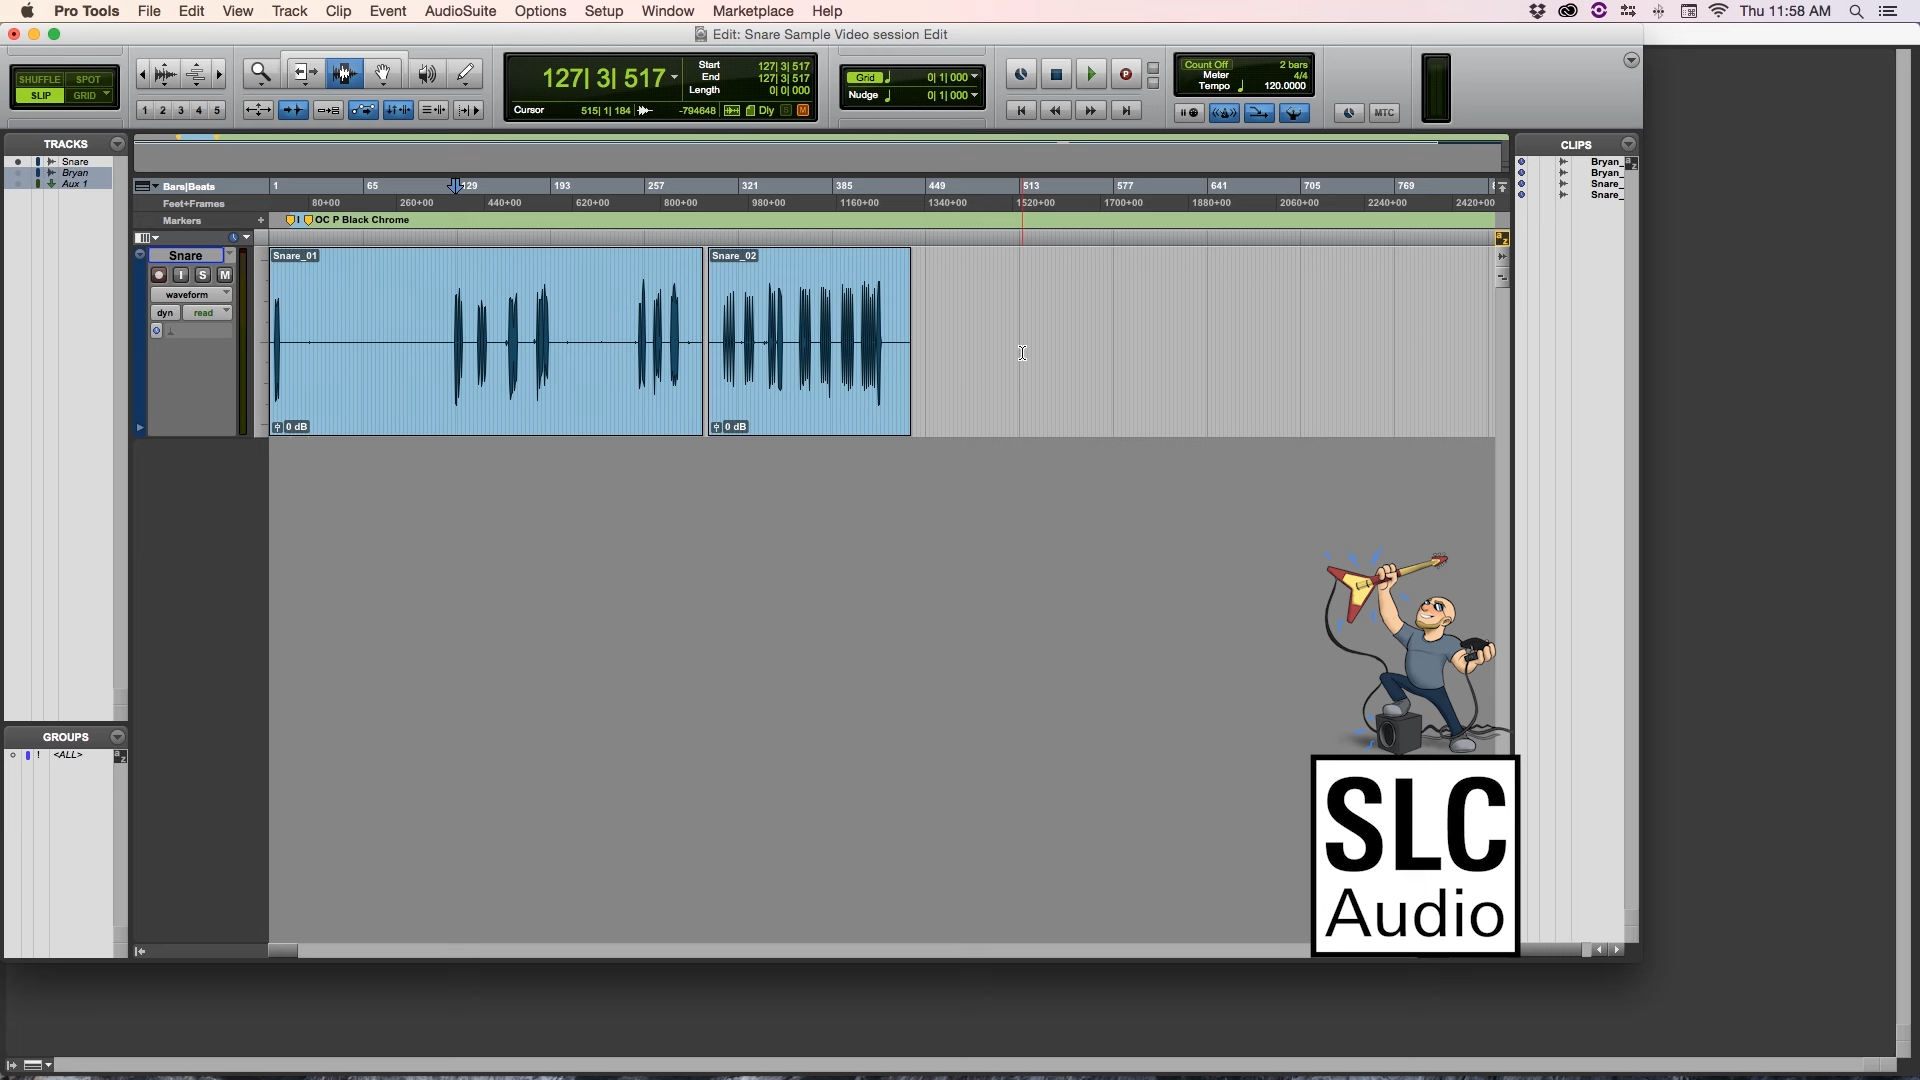 Pro Tools File Edit View Track Clip Event AudioSuite Options Setup Window Marketplace Help Thu 11:58 AM
Edit: Snare Sample Video session Edit
SHUFFLE SPOT
SLIP GRID
1 2 3 4 5
127| 3| 517
Start 127| 3| 517
End 127| 3| 517
Length 0| 0| 000
Cursor 515| 1| 184 -794648 Dly S M
Grid 0| 1| 000
Nudge 0| 1| 000
P
Count Off 2 bars
Meter 4/4
Tempo 120.0000
MTC
TRACKS
Snare
Bryan
Aux 1
CLIPS
Bryan_
Bryan_
Snare_
Snare_
Bars|Beats 1 65 129 193 257 321 385 449 513 577 641 705 769
Feet+Frames 80+00 260+00 440+00 620+00 800+00 980+00 1160+00 1340+00 1520+00 1700+00 1880+00 2060+00 2240+00 2420+00
Markers + I OC P Black Chrome
Snare
I S M
waveform
dyn read
Snare_01
Snare_02
0 dB
0 dB
GROUPS
! <ALL>
a z
SLC
Audio